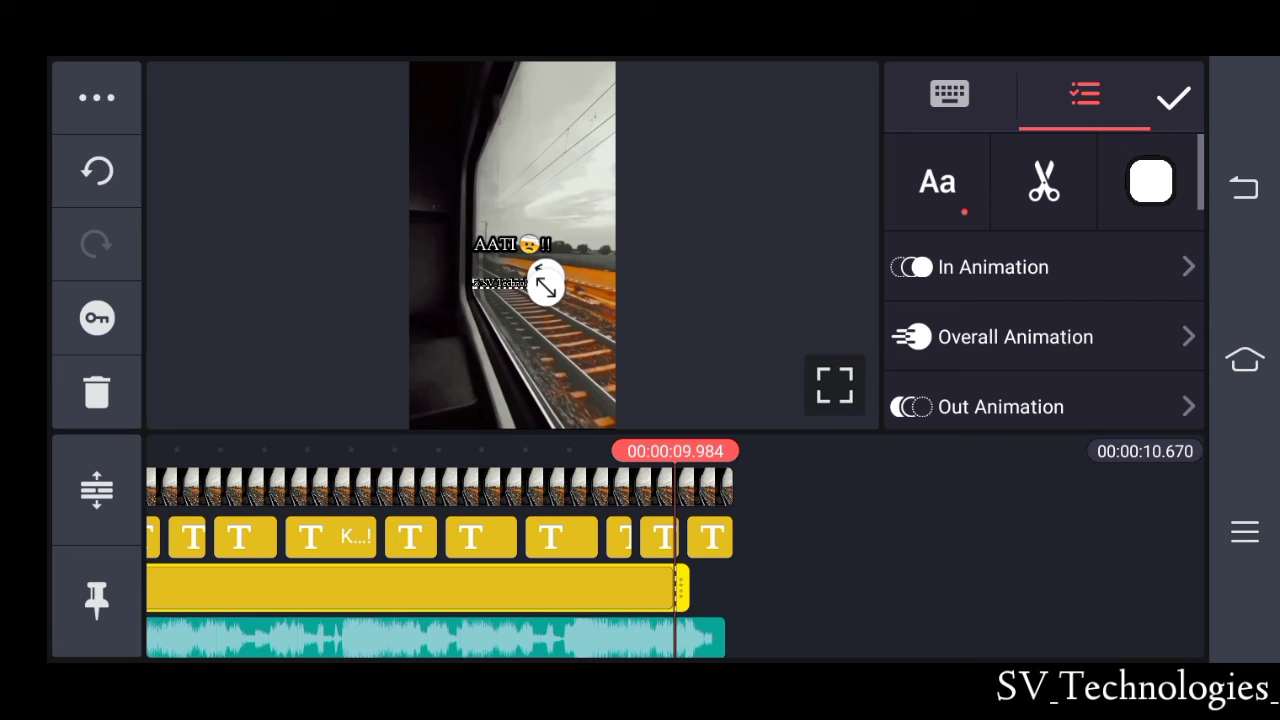 Aa
In Animation
Overall Animation
Out Animation
AATI🤕!!
00:00:09.984
00:00:10.670
T T T K...! T T T T T T
SV_Technologies_